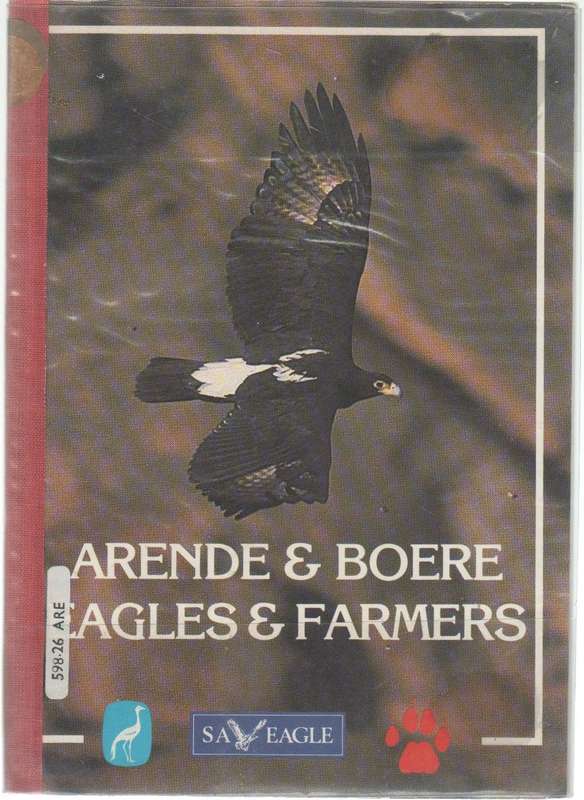 ARENDE & BOERE
EAGLES & FARMERS
598.26 ARE
SA EAGLE